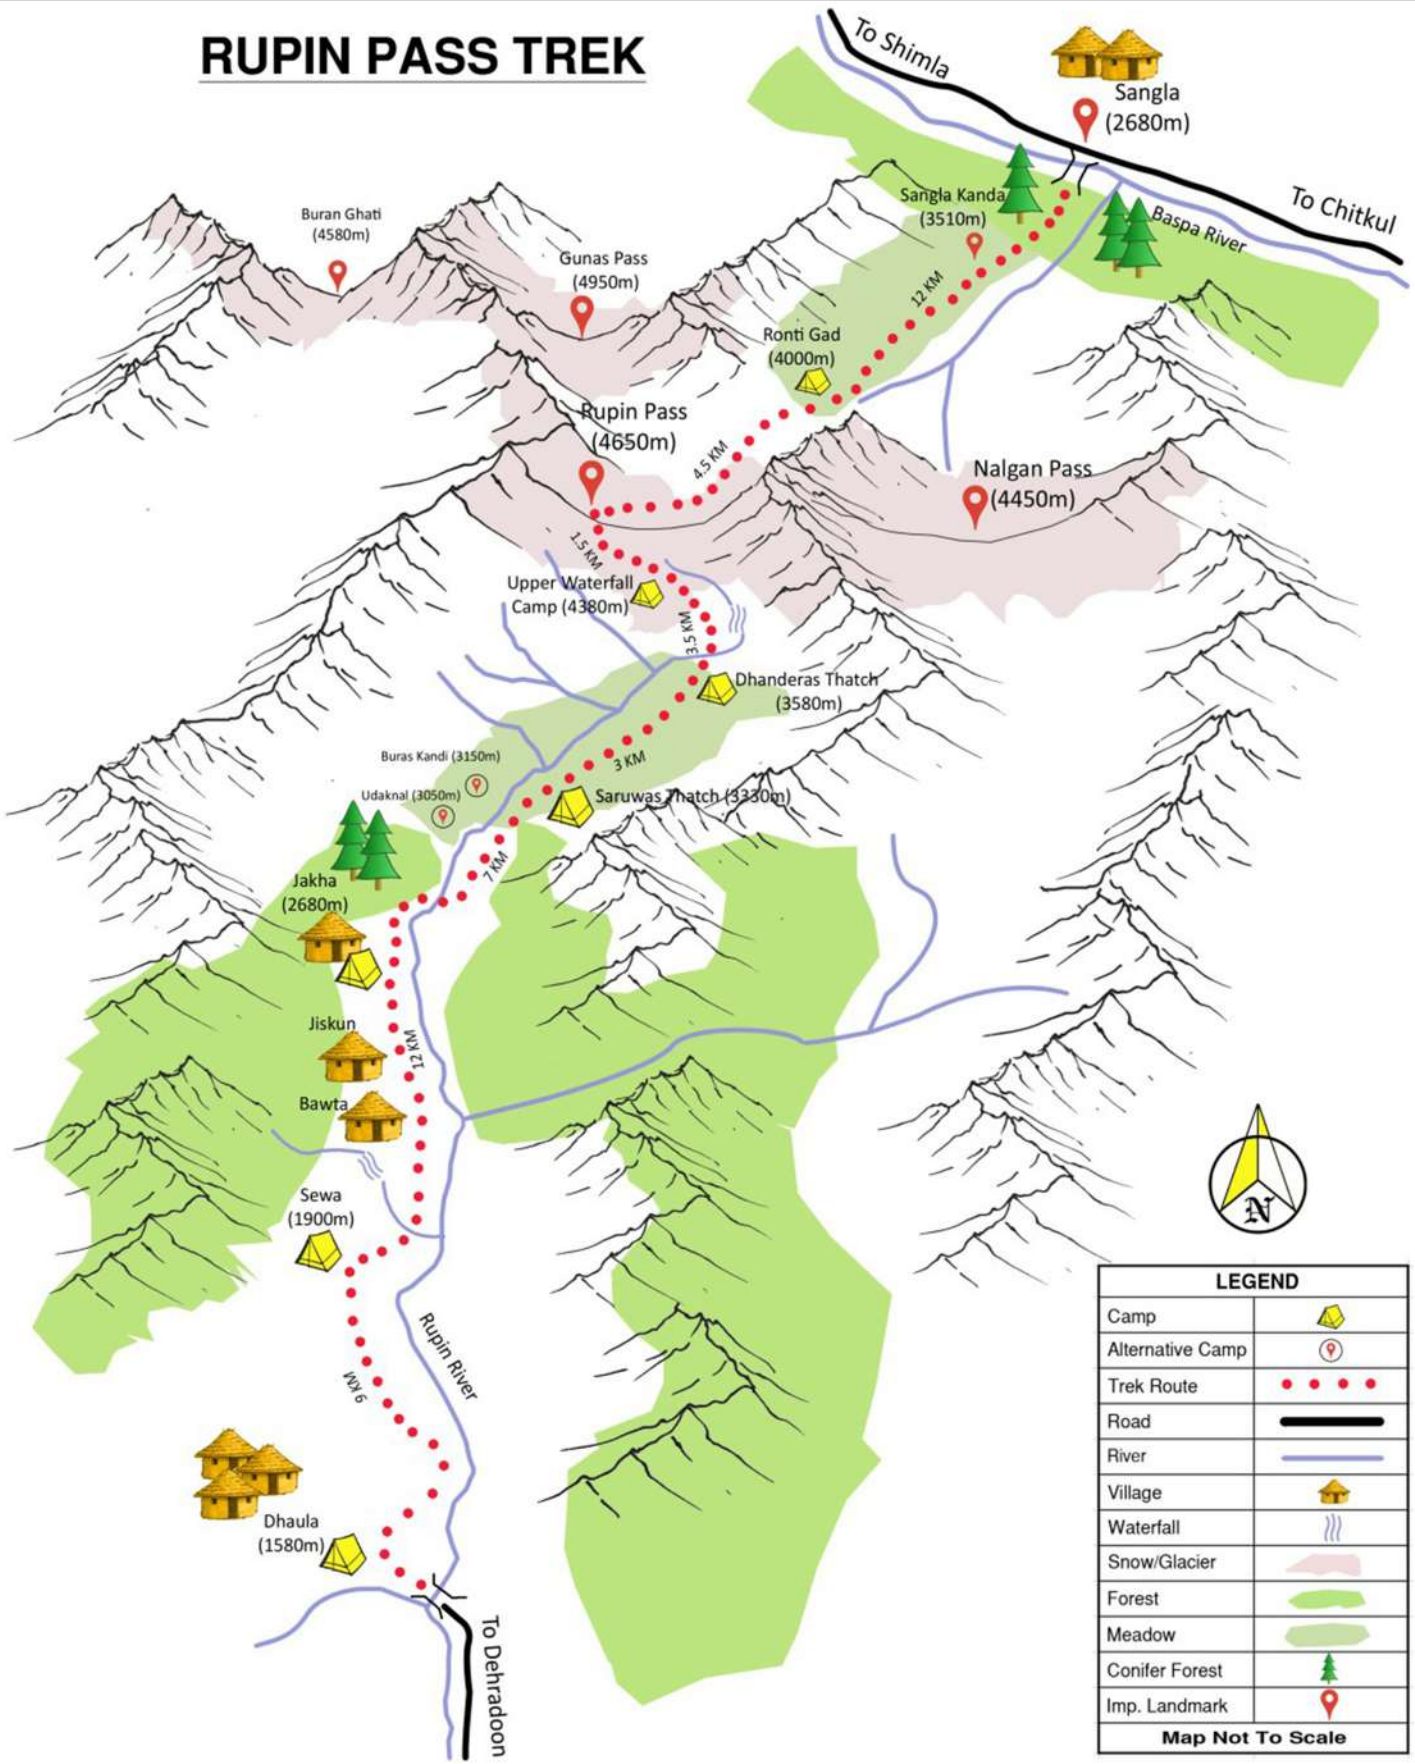 RUPIN PASS TREK
To Shimla
Sangla
(2680m)
To Chitkul
Baspa River
Sangla Kanda
(3510m)
Buran Ghati
(4580m)
Gunas Pass
(4950m)
12 KM
Ronti Gad
(4000m)
Rupin Pass
(4650m)
4.5 KM
Nalgan Pass
(4450m)
1.5 KM
Upper Waterfall
Camp (4380m)
3.5 KM
Dhanderas Thatch
(3580m)
3 KM
Buras Kandi (3150m)
Udaknal (3050m)
Saruwas Thatch (3330m)
7 KM
Jakha
(2680m)
Jiskun
12 KM
Bawta
Sewa
(1900m)
Rupin River
9 KM
Dhaula
(1580m)
To Dehradoon
N
LEGEND
Camp
Alternative Camp
Trek Route
Road
River
Village
Waterfall
Snow/Glacier
Forest
Meadow
Conifer Forest
Imp. Landmark
Map Not To Scale